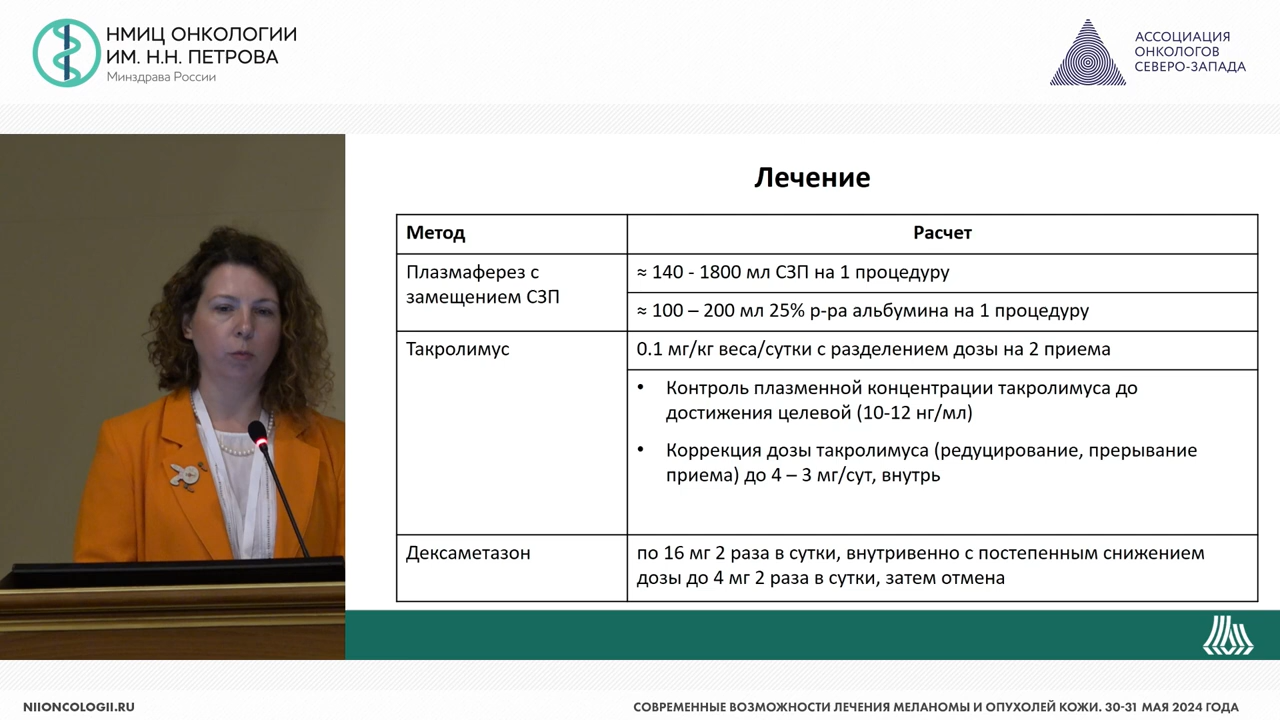 НМИЦ ОНКОЛОГИИ
ИМ. Н.Н. ПЕТРОВА
Минздрава России
АССОЦИАЦИЯ
ОНКОЛОГОВ
СЕВЕРО-ЗАПАДА
Лечение
Метод
Расчет
Плазмаферез с
замещением СЗП
≈ 140 - 1800 мл СЗП на 1 процедуру
≈ 100 – 200 мл 25% р-ра альбумина на 1 процедуру
Такролимус
0.1 мг/кг веса/сутки с разделением дозы на 2 приема
• Контроль плазменной концентрации такролимуса до
достижения целевой (10-12 нг/мл)
• Коррекция дозы такролимуса (редуцирование, прерывание
приема) до 4 – 3 мг/сут, внутрь
Дексаметазон
по 16 мг 2 раза в сутки, внутривенно с постепенным снижением
дозы до 4 мг 2 раза в сутки, затем отмена
NIIONCOLOGII.RU
СОВРЕМЕННЫЕ ВОЗМОЖНОСТИ ЛЕЧЕНИЯ МЕЛАНОМЫ И ОПУХОЛЕЙ КОЖИ. 30-31 МАЯ 2024 ГОДА